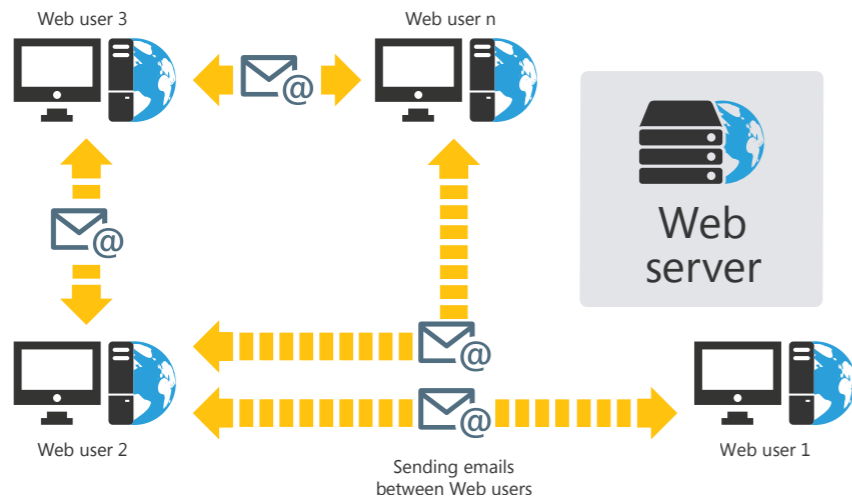 Web user 3
Web user n
Web
server
@
@
@
@
Web user 2
Web user 1
Sending emails
between Web users